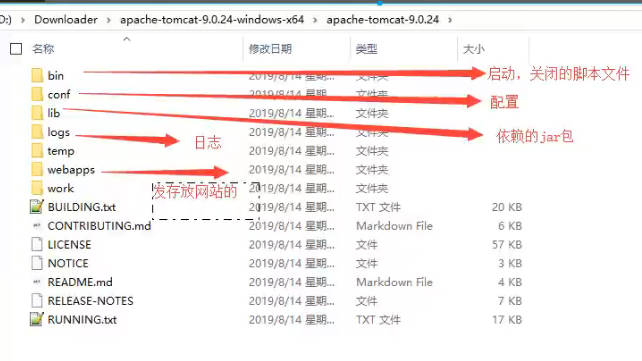 :) > Downloader > apache-tomcat-9.0.24-windows-x64 > apache-tomcat-9.0.24 >
名称 修改日期 类型 大小
bin 2019/8/14 星期... 文件夹 启动，关闭的脚本文件
conf 2019/8/14 星期... 文件夹 配置
lib 2019/8/14 星期... 文件夹 依赖的jar包
logs 日志 2019/8/14 星期... 文件夹
temp 2019/8/14 星期... 文件夹
webapps 2019/8/14 星期... 文件夹
work 发存放网站的 2019/8/14 星期... 文件夹
BUILDING.txt 2019/8/14 星期... TXT 文件 20 KB
CONTRIBUTING.md 2019/8/14 星期... Markdown File 6 KB
LICENSE 2019/8/14 星期... 文件 57 KB
NOTICE 2019/8/14 星期... 文件 3 KB
README.md 2019/8/14 星期... Markdown File 4 KB
RELEASE-NOTES 2019/8/14 星期... 文件 7 KB
RUNNING.txt 2019/8/14 星期... TXT 文件 17 KB